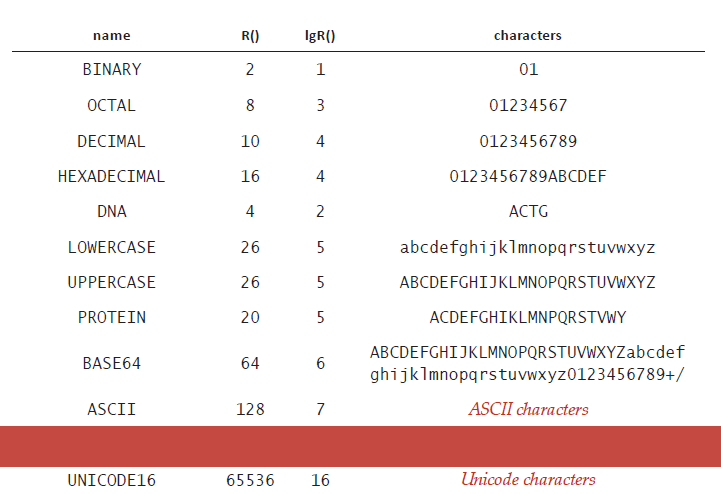 name R() lgR() characters
BINARY 2 1 01
OCTAL 8 3 01234567
DECIMAL 10 4 0123456789
HEXADECIMAL 16 4 0123456789ABCDEF
DNA 4 2 ACTG
LOWERCASE 26 5 abcdefghijklmnopqrstuvwxyz
UPPERCASE 26 5 ABCDEFGHIJKLMNOPQRSTUVWXYZ
PROTEIN 20 5 ACDEFGHIKLMNPQRSTVWY
BASE64 64 6 ABCDEFGHIJKLMNOPQRSTUVWXYZabcdef
ghijklmnopqrstuvwxyz0123456789+/
ASCII 128 7 ASCII characters
UNICODE16 65536 16 Unicode characters